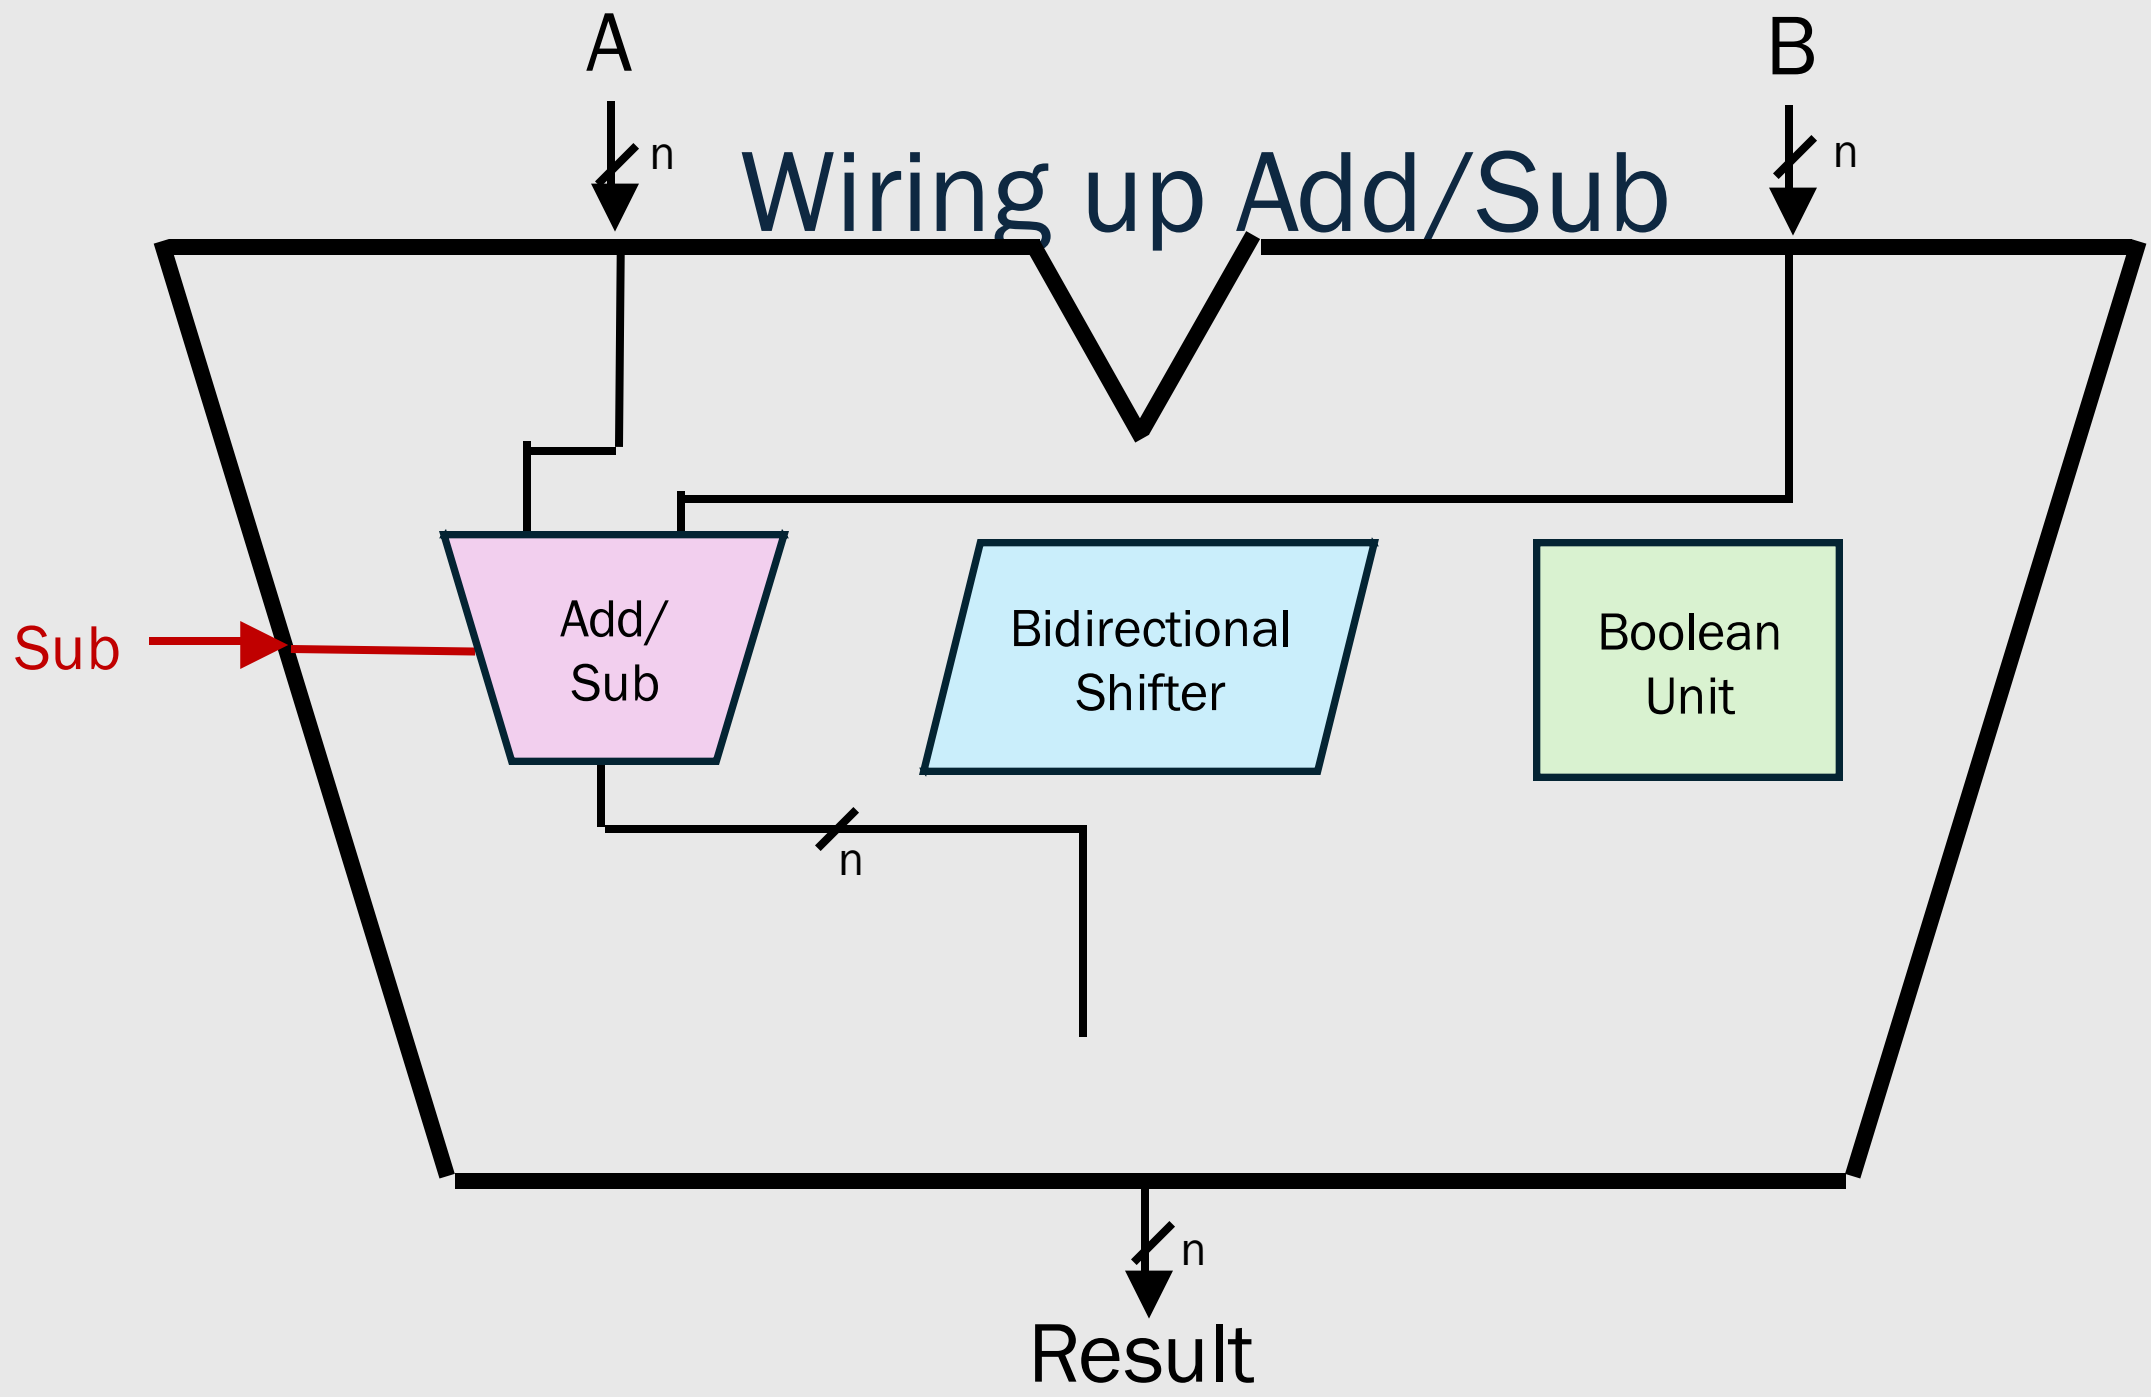 A
B
n
n
Wiring up Add/Sub
Sub
Add/
Sub
Bidirectional
Shifter
Boolean
Unit
n
n
Result